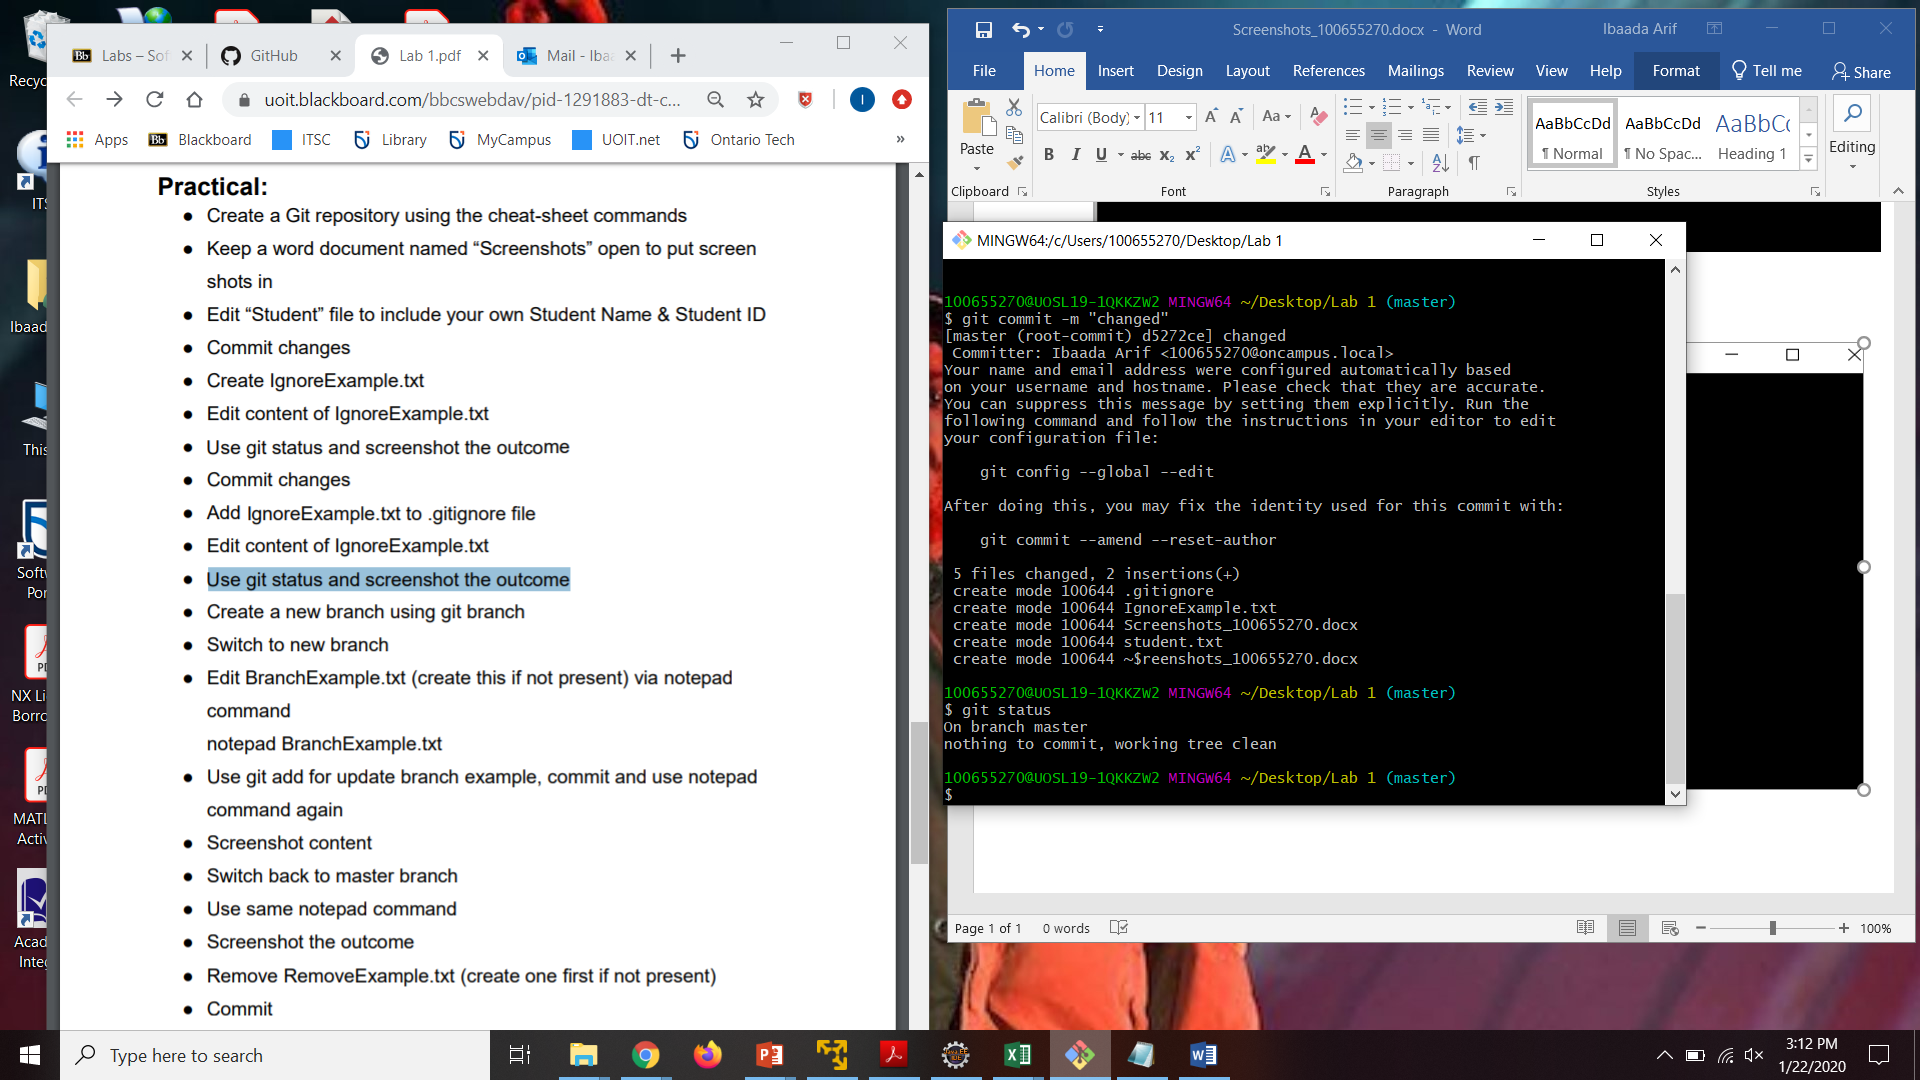 Labs – Sof
GitHub
Lab 1.pdf
Mail - Ibaa
uoit.blackboard.com/bbcswebdav/pid-1291883-dt-c...
I
Apps
Bb
Blackboard
ITSC
Library
MyCampus
UOIT.net
Ontario Tech
»
Practical:
● Create a Git repository using the cheat-sheet commands
● Keep a word document named “Screenshots” open to put screen
shots in
● Edit “Student” file to include your own Student Name & Student ID
● Commit changes
● Create IgnoreExample.txt
● Edit content of IgnoreExample.txt
● Use git status and screenshot the outcome
● Commit changes
● Add IgnoreExample.txt to .gitignore file
● Edit content of IgnoreExample.txt
● Use git status and screenshot the outcome
● Create a new branch using git branch
● Switch to new branch
● Edit BranchExample.txt (create this if not present) via notepad
command
notepad BranchExample.txt
● Use git add for update branch example, commit and use notepad
command again
● Screenshot content
● Switch back to master branch
● Use same notepad command
● Screenshot the outcome
● Remove RemoveExample.txt (create one first if not present)
● Commit
Recyc
ITS
Ibaad
This
Softw
Por
NX Li
Borro
MATL
Activ
Acad
Integ
Screenshots_100655270.docx - Word
Ibaada Arif
File
Home
Insert
Design
Layout
References
Mailings
Review
View
Help
Format
Tell me
Share
Paste
Calibri (Body)
11
Clipboard
Font
Paragraph
AaBbCcDd
¶ Normal
AaBbCcDd
¶ No Spac...
AaBbCc
Heading 1
Styles
Editing
MINGW64:/c/Users/100655270/Desktop/Lab 1
100655270@UOSL19-1QKKZW2 MINGW64 ~/Desktop/Lab 1 (master)
$ git commit -m "changed"
[master (root-commit) d5272ce] changed
Committer: Ibaada Arif <100655270@oncampus.local>
Your name and email address were configured automatically based
on your username and hostname. Please check that they are accurate.
You can suppress this message by setting them explicitly. Run the
following command and follow the instructions in your editor to edit
your configuration file:
git config --global --edit
After doing this, you may fix the identity used for this commit with:
git commit --amend --reset-author
5 files changed, 2 insertions(+)
create mode 100644 .gitignore
create mode 100644 IgnoreExample.txt
create mode 100644 Screenshots_100655270.docx
create mode 100644 student.txt
create mode 100644 ~$reenshots_100655270.docx
100655270@UOSL19-1QKKZW2 MINGW64 ~/Desktop/Lab 1 (master)
$ git status
On branch master
nothing to commit, working tree clean
100655270@UOSL19-1QKKZW2 MINGW64 ~/Desktop/Lab 1 (master)
$
Page 1 of 1
0 words
100%
Type here to search
3:12 PM
1/22/2020